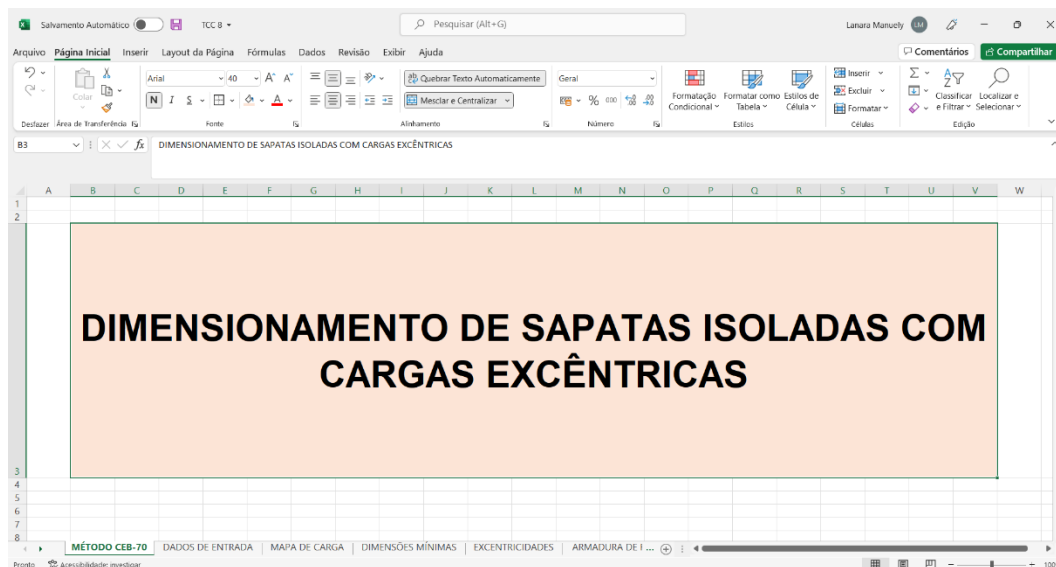 Salvamento Automático TCC 8 Pesquisar (Alt+G) Lanara Manuely LM
Arquivo Página Inicial Inserir Layout da Página Fórmulas Dados Revisão Exibir Ajuda Comentários Compartilhar
Arial 40 A A Quebrar Texto Automaticamente Geral Inserir
Colar Excluir
N I S A Mesclar e Centralizar % 000 Formatar
Formatação Condicional Formatar como Tabela Estilos de Célula Classificar e Filtrar Localizar e Selecionar
Desfazer Área de Transferência Fonte Alinhamento Número Estilos Células Edição
B3 fx DIMENSIONAMENTO DE SAPATAS ISOLADAS COM CARGAS EXCÊNTRICAS
A B C D E F G H I J K L M N O P Q R S T U V W
1
2
DIMENSIONAMENTO DE SAPATAS ISOLADAS COM
CARGAS EXCÊNTRICAS
3
4
5
6
7
8
MÉTODO CEB-70 DADOS DE ENTRADA MAPA DE CARGA DIMENSÕES MÍNIMAS EXCENTRICIDADES ARMADURA DE I ...
Pronto Acessibilidade: investigar 100